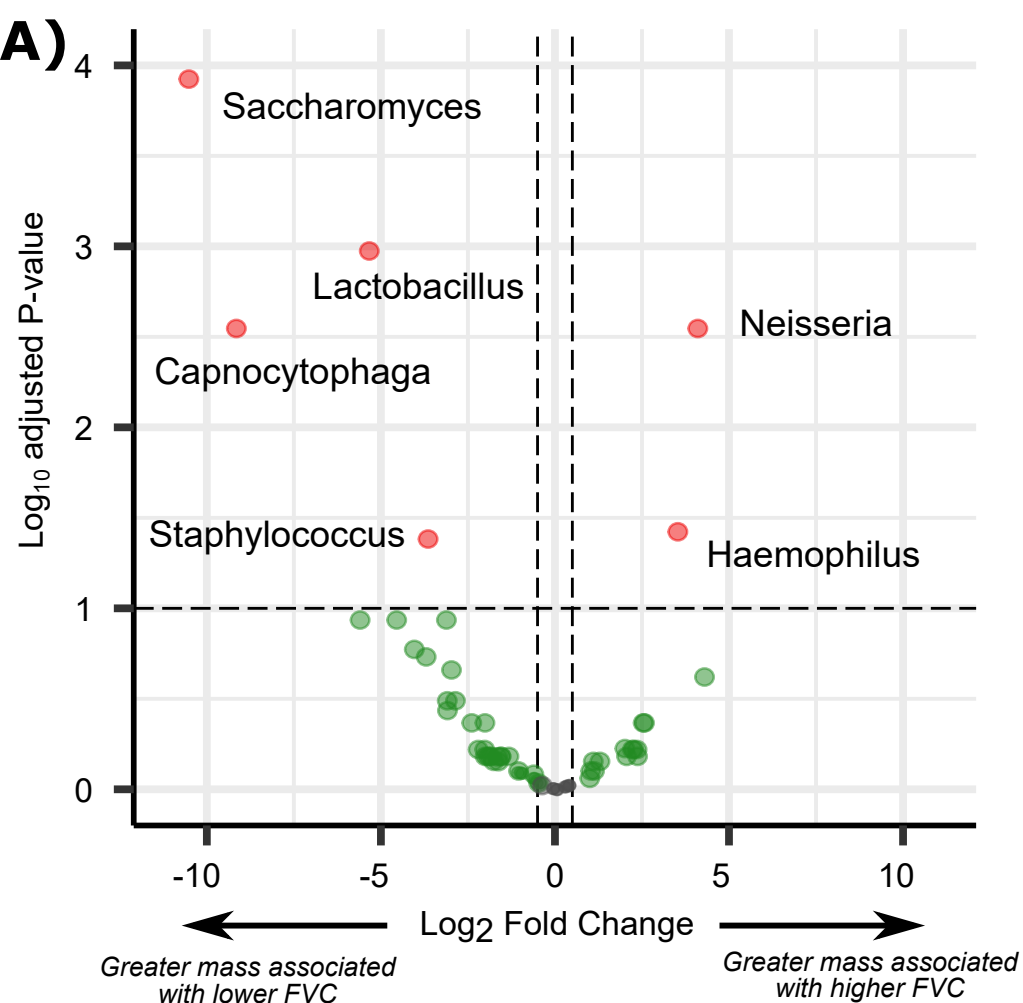 A)
4
Saccharomyces
3
Lactobacillus
Neisseria
Capnocytophaga
Log10 adjusted P-value
2
Staphylococcus
Haemophilus
1
0
-10 -5 0 5 10
Log2 Fold Change
Greater mass associated
with lower FVC
Greater mass associated
with higher FVC